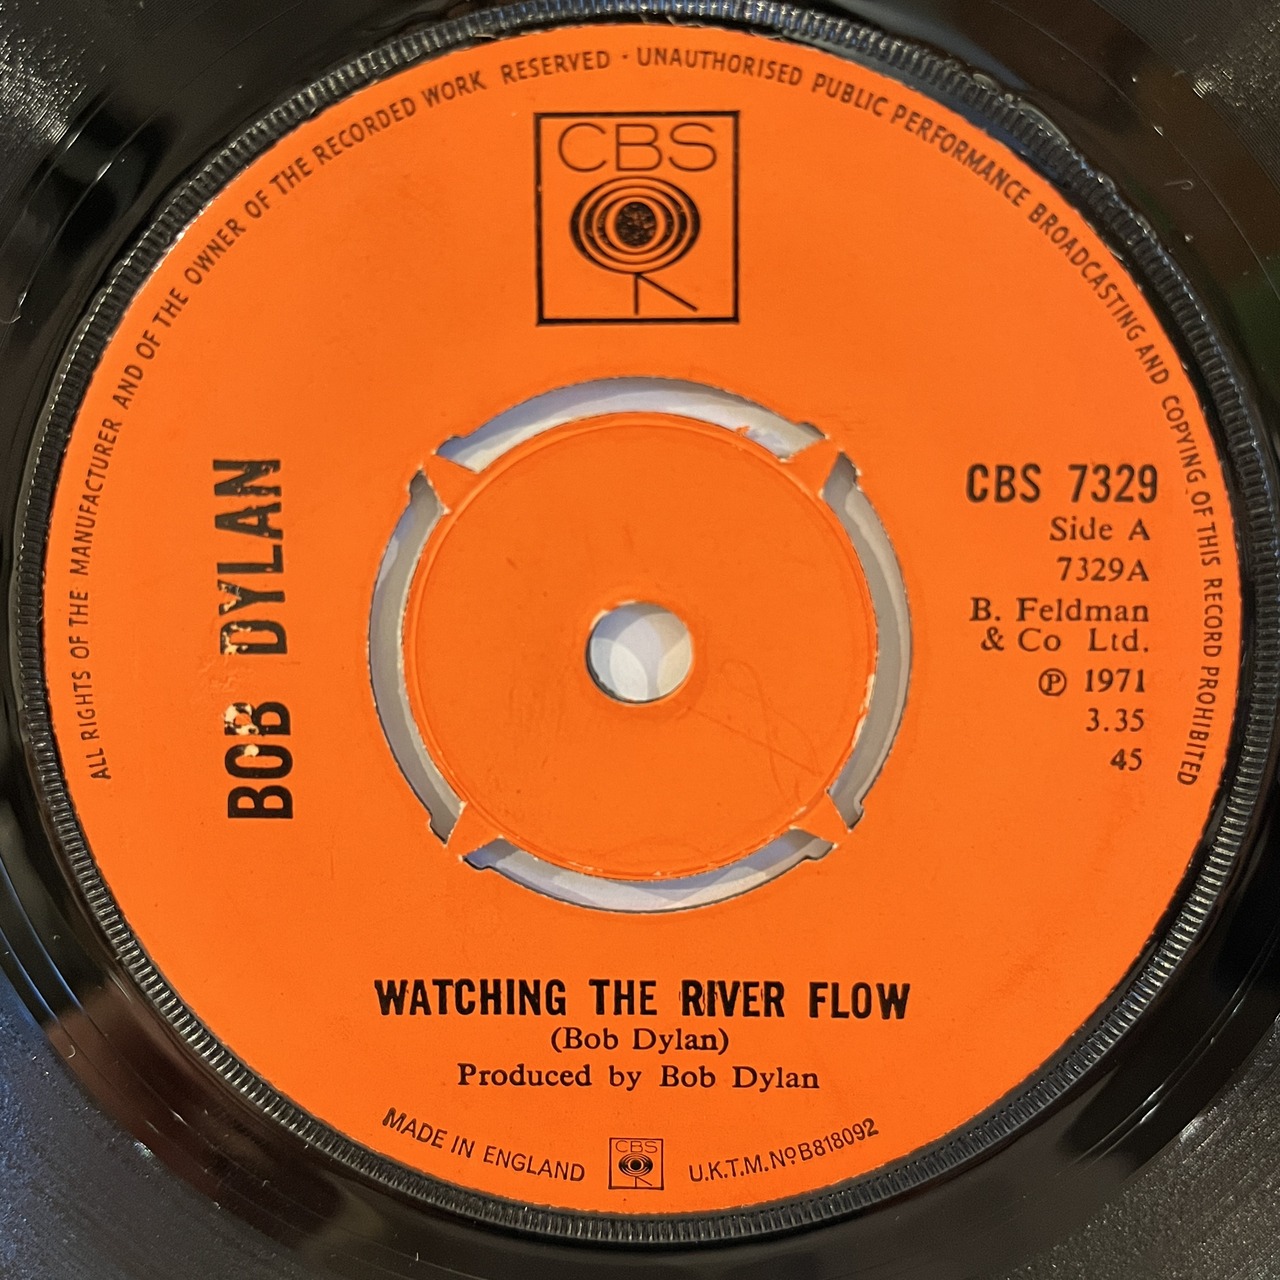 ALL RIGHTS OF THE MANUFACTURER AND OF THE OWNER OF THE RECORDED WORK RESERVED · UNAUTHORISED PUBLIC PERFORMANCE BROADCASTING AND COPYING OF THIS RECORD PROHIBITED
CBS
BOB DYLAN
CBS 7329
Side A
7329A
B. Feldman
& Co Ltd.
℗ 1971
3.35
45
WATCHING THE RIVER FLOW
(Bob Dylan)
Produced by Bob Dylan
MADE IN ENGLAND
CBS
U.K.T.M.NoB818092